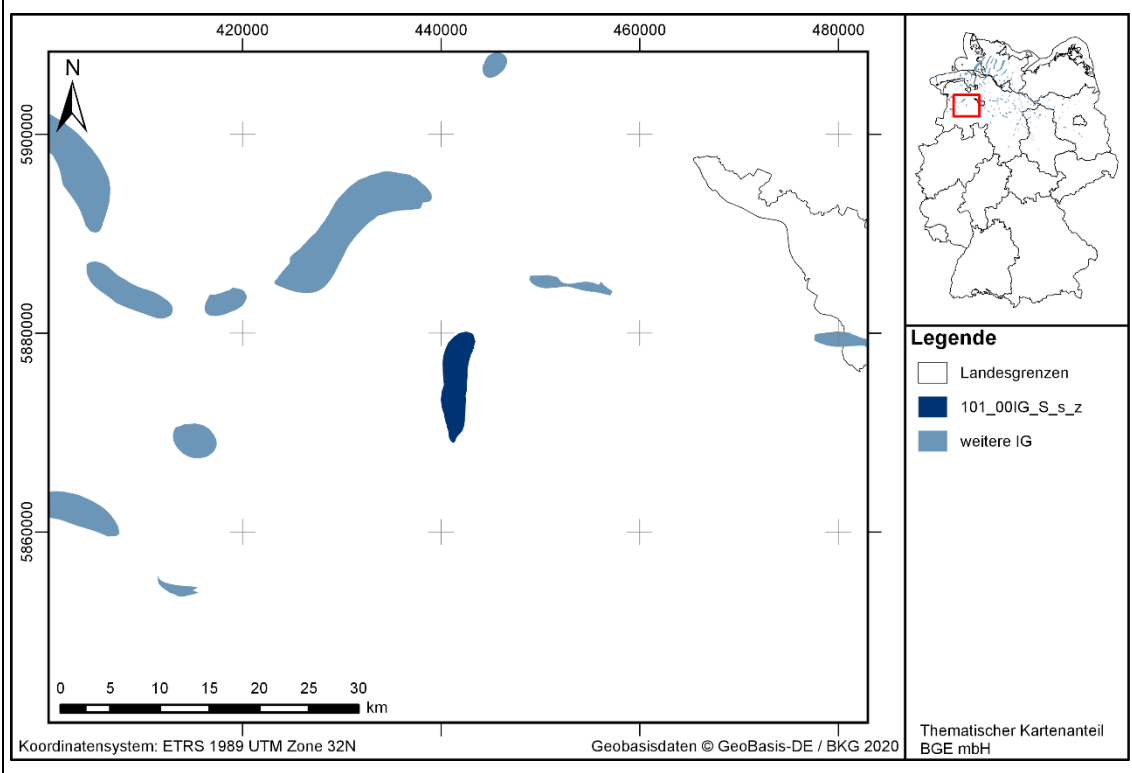 420000 440000 460000 480000
N
5900000
5880000
5860000
0 5 10 15 20 25 30
km
Koordinatensystem: ETRS 1989 UTM Zone 32N
Geobasisdaten © GeoBasis-DE / BKG 2020
Legende
Landesgrenzen
101_00IG_S_s_z
weitere IG
Thematischer Kartenanteil
BGE mbH